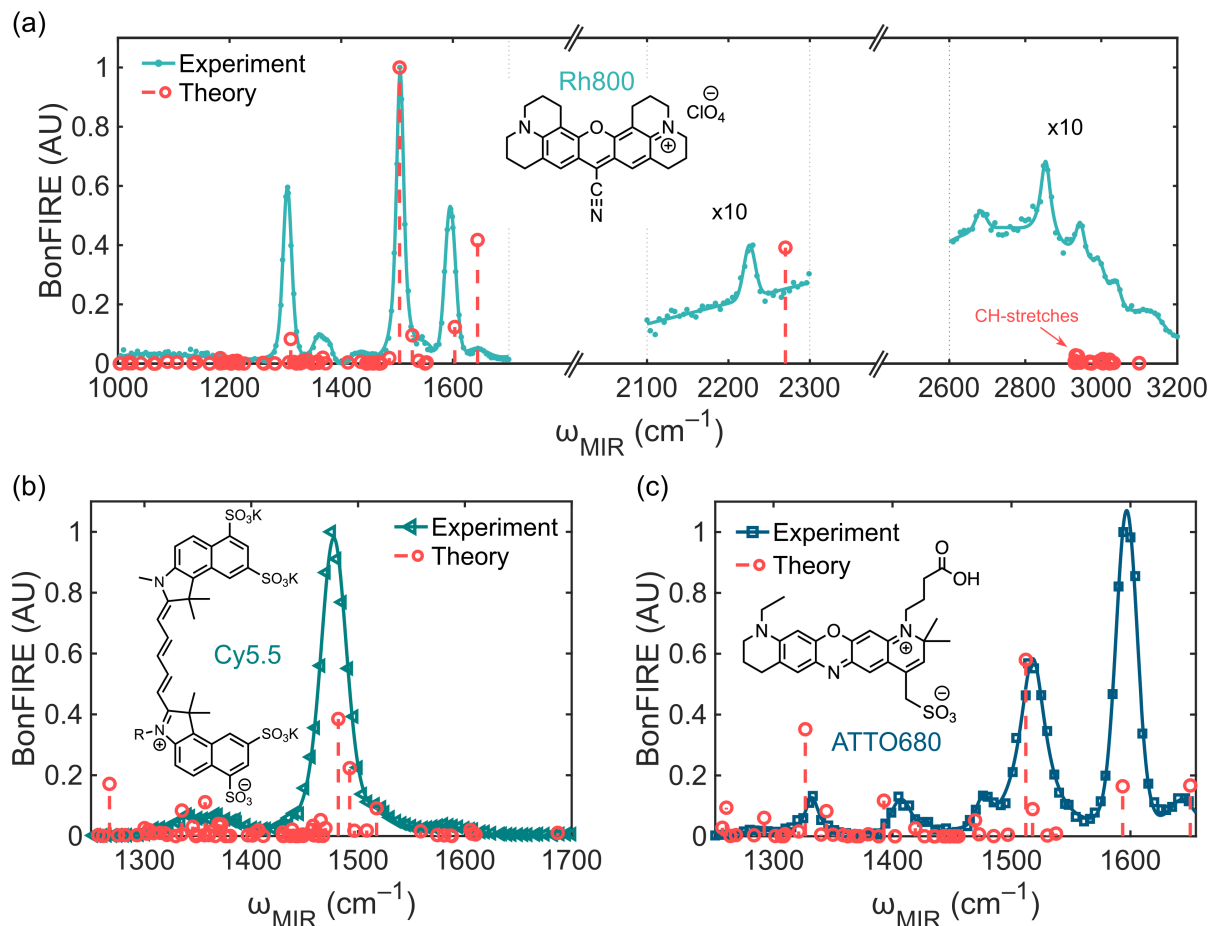 (a)
Experiment
Theory
Rh800
N
O
N
⊕
⊖
ClO4
C
N
x10
x10
CH-stretches
BonFIRE (AU)
1
0.8
0.6
0.4
0.2
0
1000 1200 1400 1600 2100 2200 2300 2600 2800 3000 3200
ωMIR (cm−1)
(b)
Experiment
Theory
SO3K
SO3K
N
Cy5.5
R
N
⊕
SO3K
SO3
⊖
BonFIRE (AU)
1
0.8
0.6
0.4
0.2
0
1300 1400 1500 1600 1700
ωMIR (cm−1)
(c)
Experiment
Theory
O
OH
N
O
N
⊕
N
⊖
SO3
ATTO680
BonFIRE (AU)
1
0.8
0.6
0.4
0.2
0
1300 1400 1500 1600
ωMIR (cm−1)